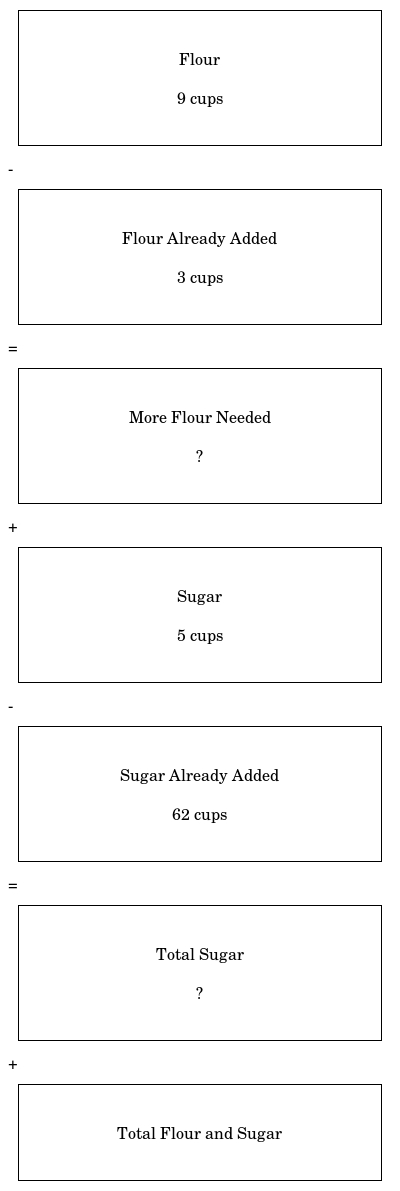 Flour
9 cups
-
Flour Already Added
3 cups
=
More Flour Needed
?
+
Sugar
5 cups
-
Sugar Already Added
62 cups
=
Total Sugar
?
+
Total Flour and Sugar